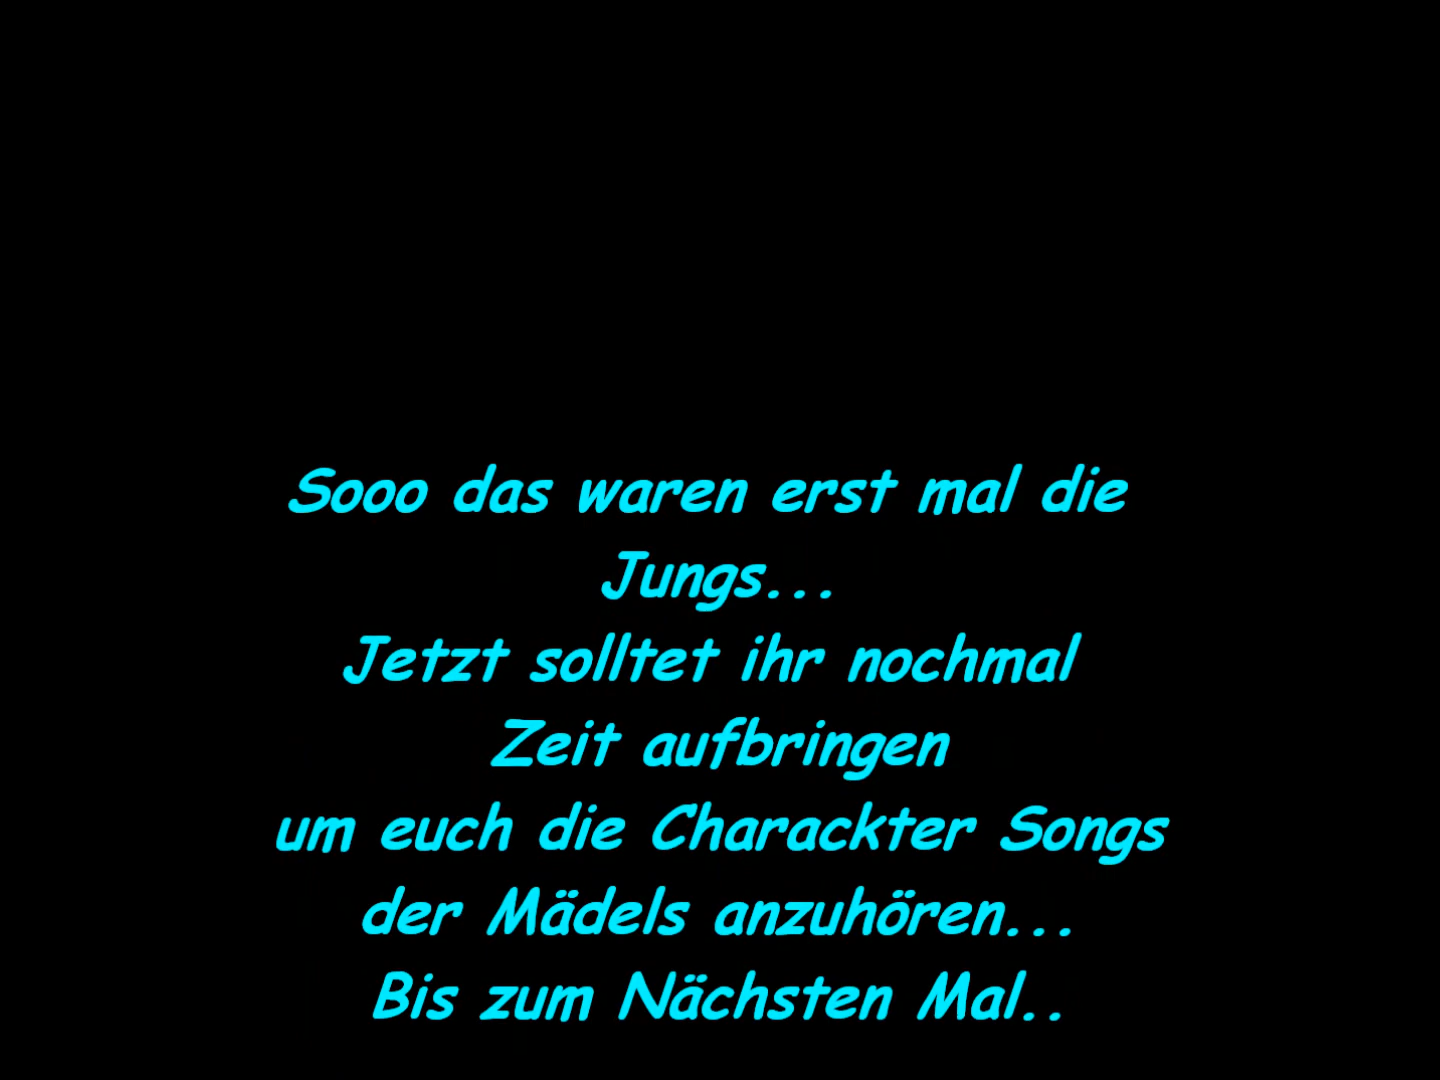 Sooo das waren erst mal die
Jungs...
Jetzt solltet ihr nochmal
Zeit aufbringen
um euch die Charackter Songs
der Mädels anzuhören...
Bis zum Nächsten Mal..